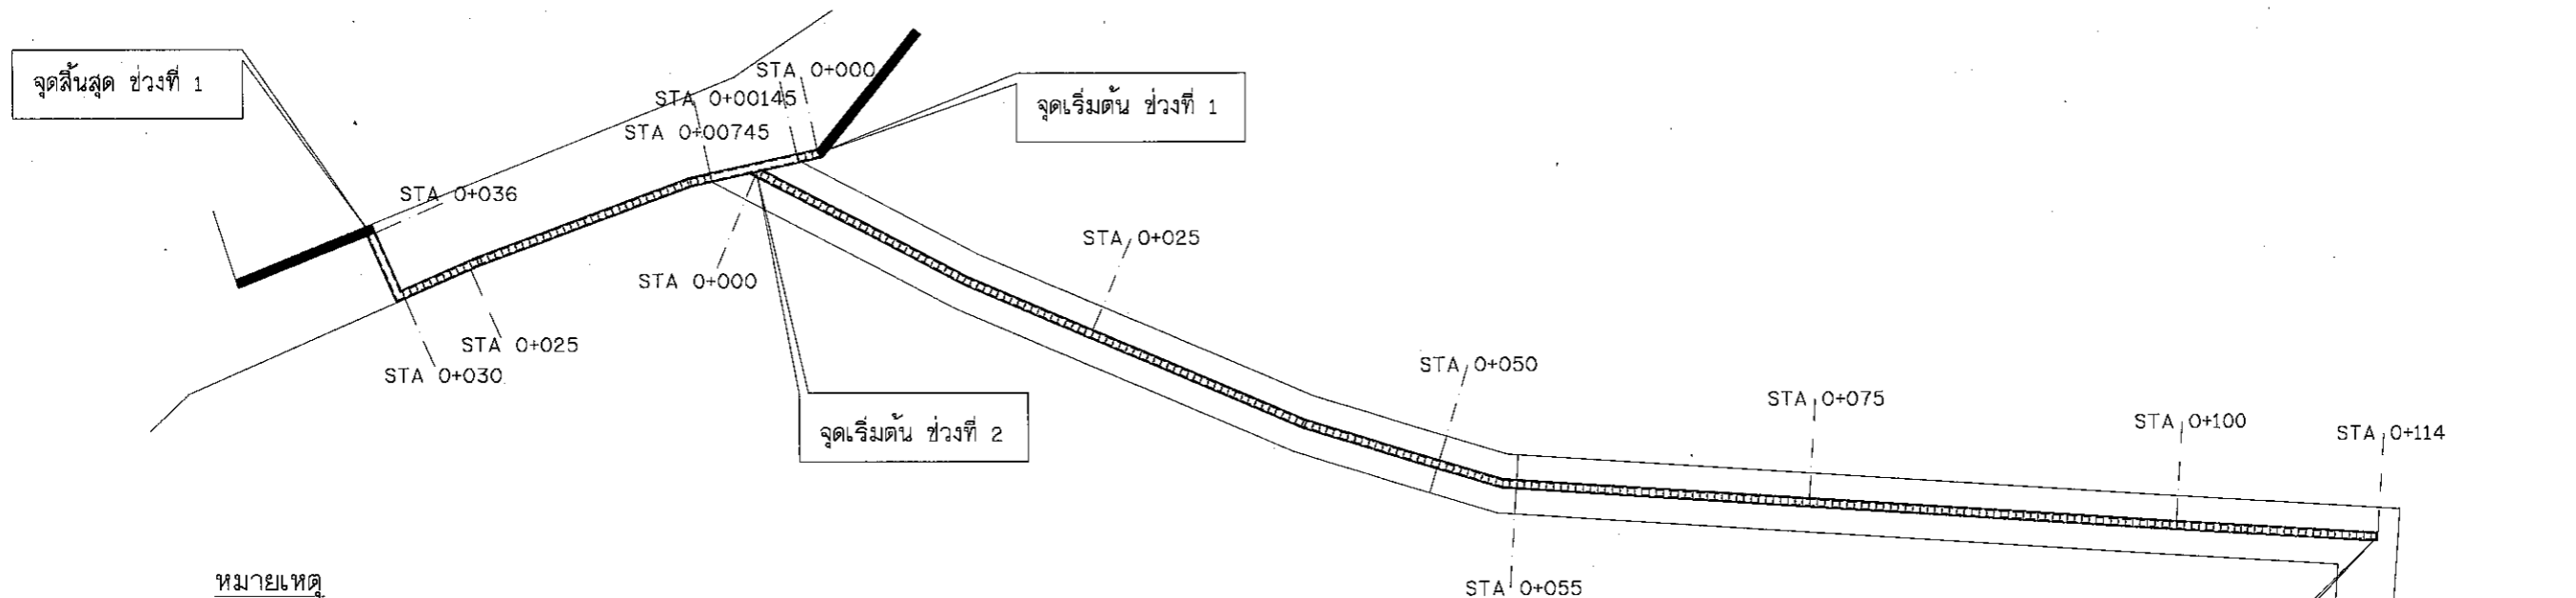 จุดสิ้นสุด ช่วงที่ 1
STA 0+000
STA 0+00145
STA 0+00745
จุดเริ่มต้น ช่วงที่ 1
STA 0+036
STA 0+025
STA 0+000
STA 0+025
STA 0+030
STA 0+050
จุดเริ่มต้น ช่วงที่ 2
STA 0+075
STA 0+100
STA 0+114
STA 0+055
หมายเหตุ